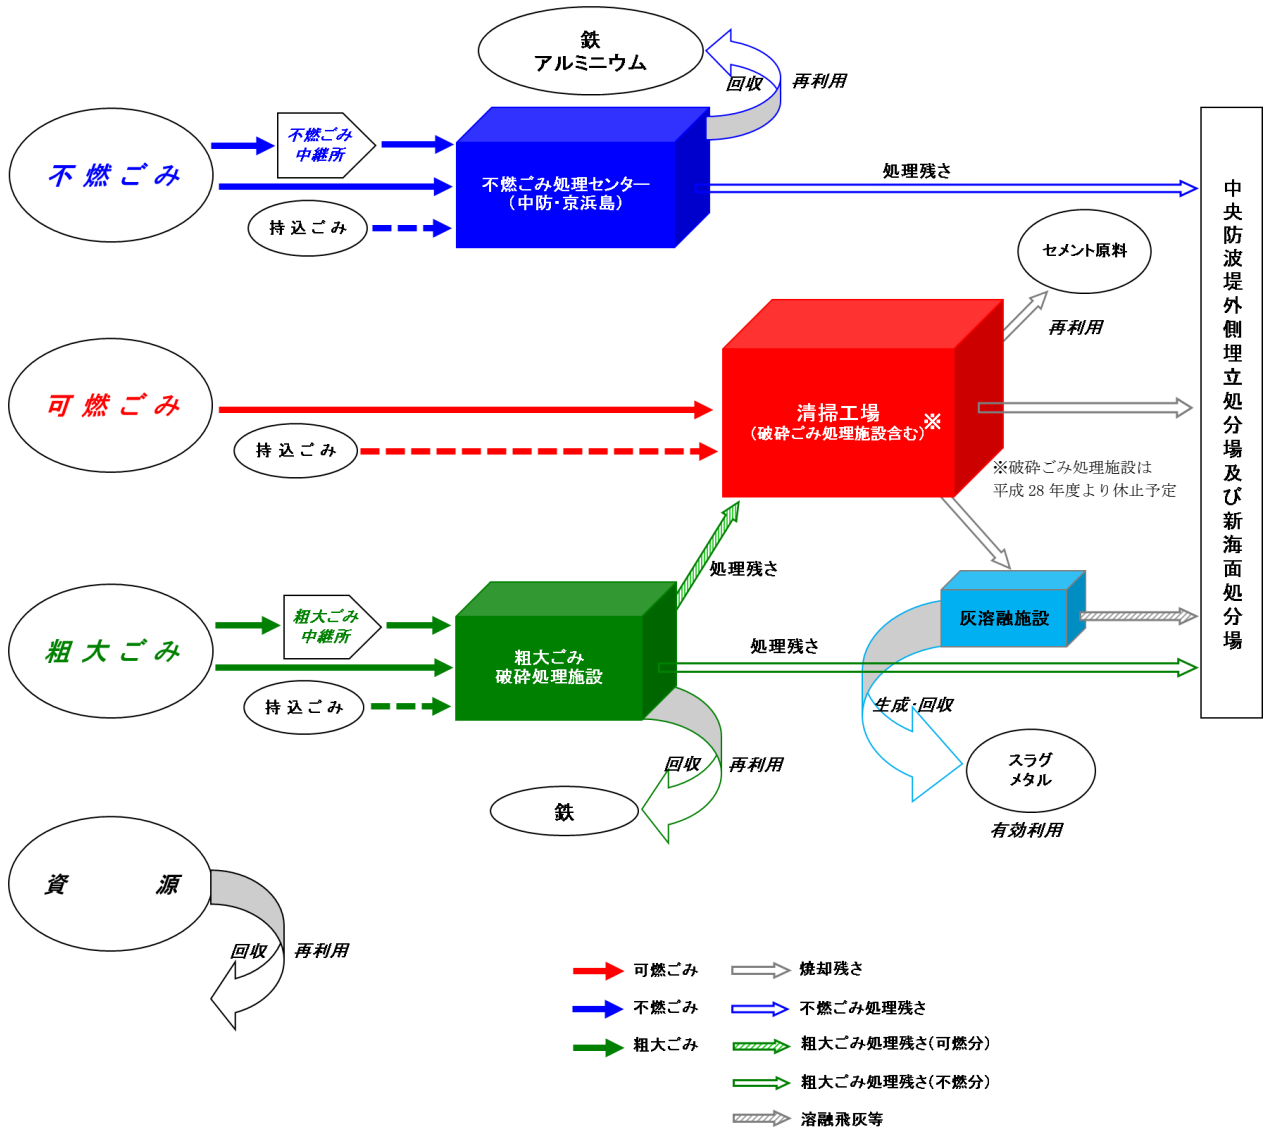 鉄
アルミニウム
回収
再利用
不燃ごみ
不燃ごみ
中継所
持込ごみ
不燃ごみ処理センター
（中防・京浜島）
処理残さ
中央防波堤外側埋立処分場及び新海面処分場
セメント原料
再利用
可燃ごみ
持込ごみ
清掃工場
（破砕ごみ処理施設含む）※
※破砕ごみ処理施設は
平成 28 年度より休止予定
処理残さ
粗大ごみ
粗大ごみ
中継所
持込ごみ
粗大ごみ
破砕処理施設
処理残さ
灰溶融施設
生成・回収
スラグ
メタル
有効利用
回収
再利用
鉄
資源
回収
再利用
可燃ごみ
焼却残さ
不燃ごみ
不燃ごみ処理残さ
粗大ごみ
粗大ごみ処理残さ（可燃分）
粗大ごみ処理残さ（不燃分）
溶融飛灰等